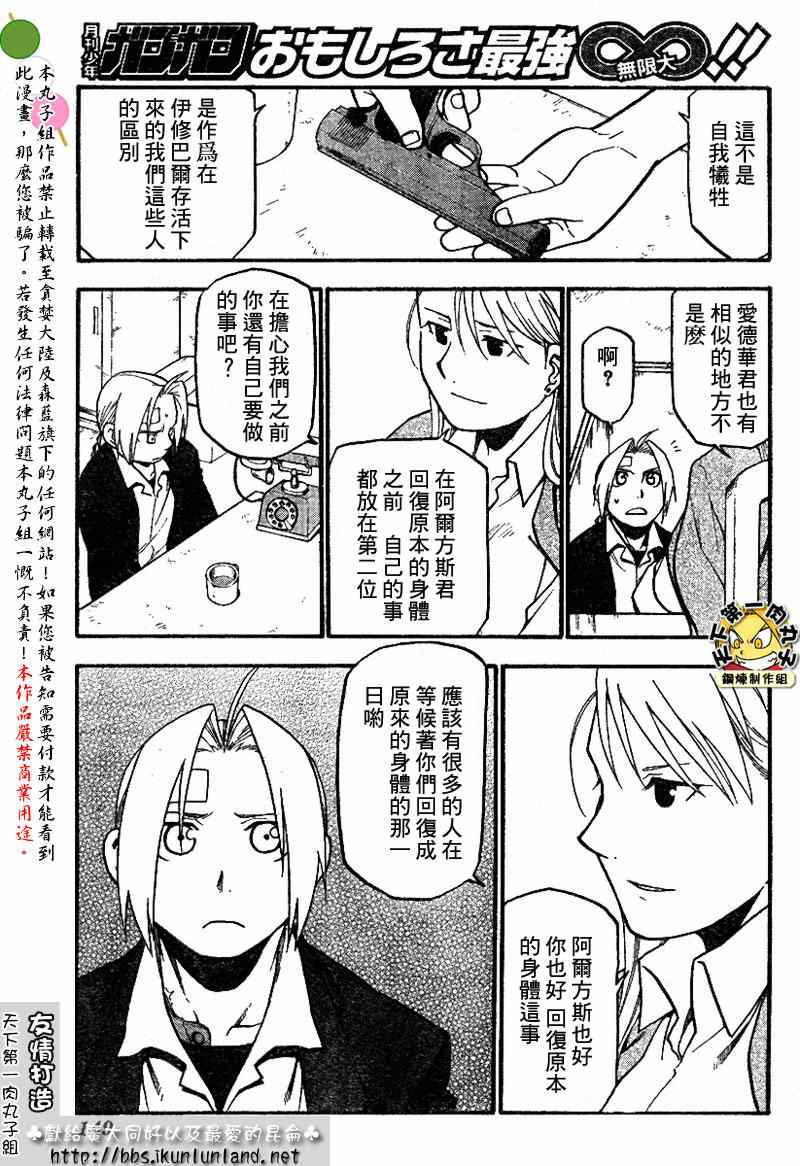 月刊少年
ガンガン
おもしろさ最強
無限大
!!
這不是
自我犧牲
是作爲在
伊修巴爾存活下
來的我們這些人
的區別
愛德華君也有
相似的地方不
是麽
啊?
在阿爾方斯君
回復原本的身體
之前 自己的事
都放在第二位
在擔心我們之前
你還有自己要做
的事吧?
阿爾方斯也好
你也好 回復原本
的身體這事
應該有很多的人在
等候著你們回復成
原來的身體的那一
日喲
天下第一肉丸子
鋼煉制作組
本丸子組作品禁止轉載至貪婪大陸及森藍旗下的任何網站!如果您被告知需要付款才能看到
此漫畫,那麼您被騙了。若發生任何法律問題本丸子組一慨不負責!本作品嚴禁商業用途。
友情打造
天下第一肉丸子組
♣獻給廣大同好以及最愛的昆侖♣
http://bbs.ikunlunland.net